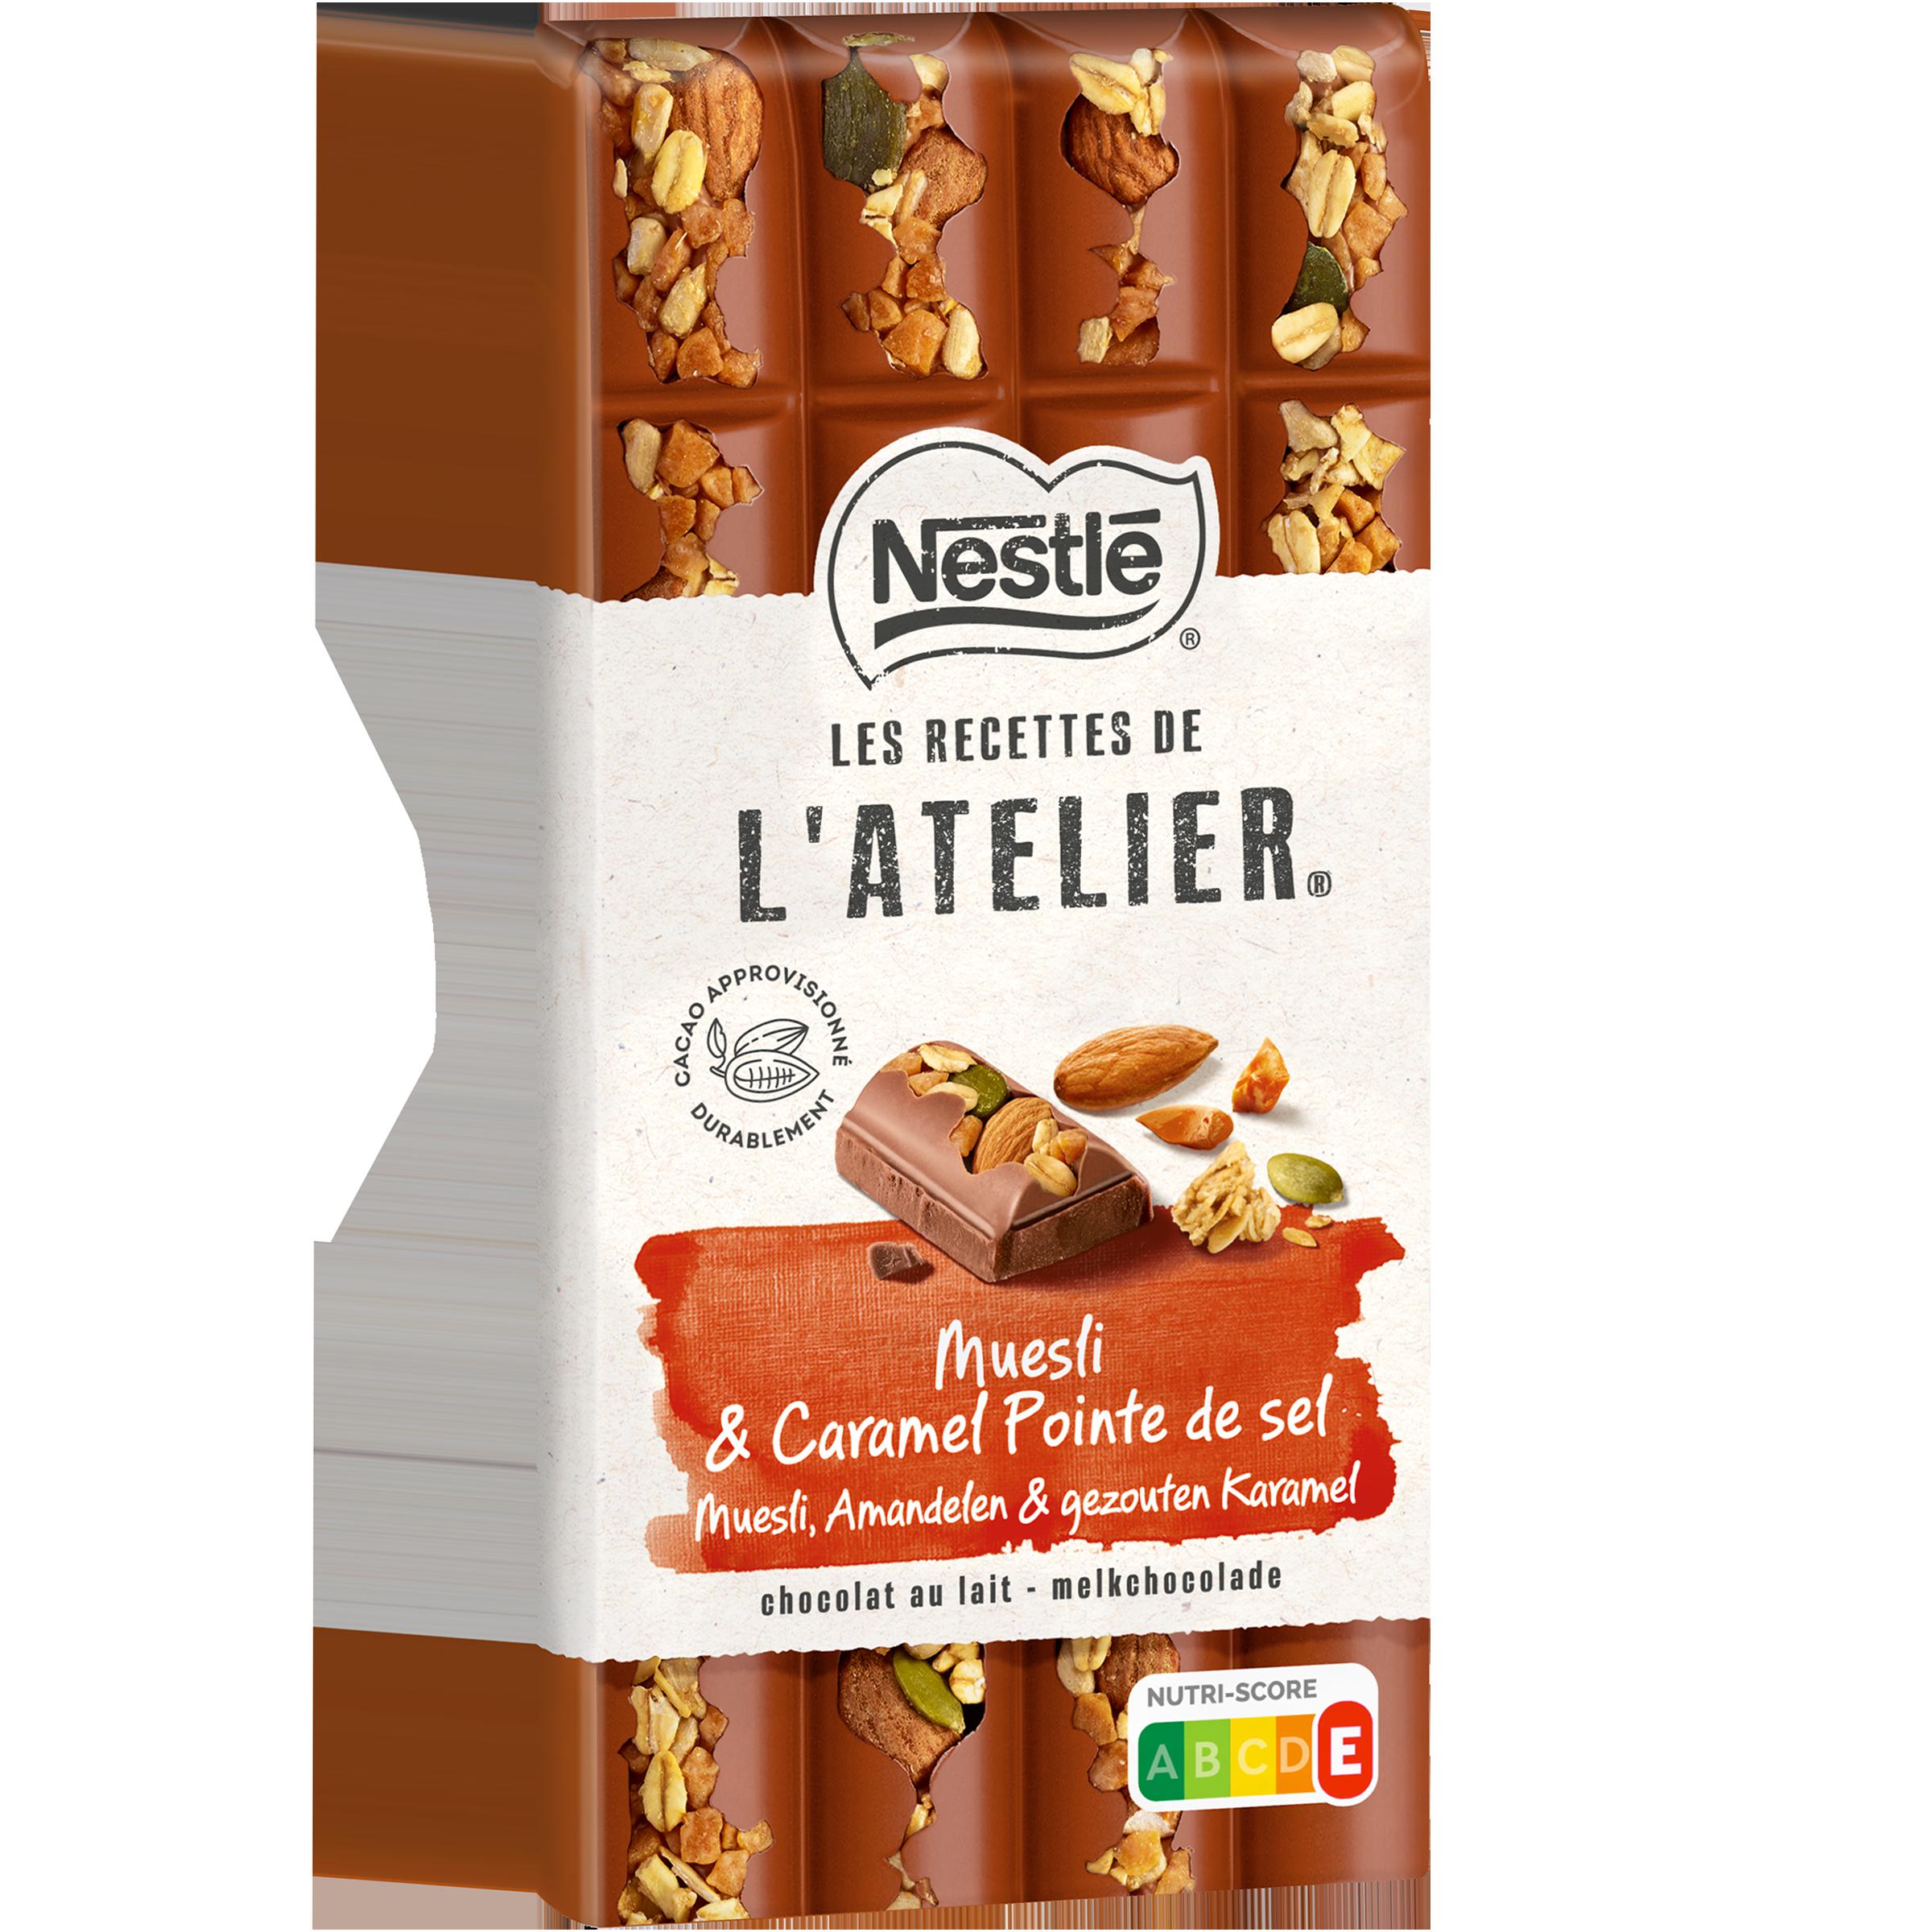 Nestlé
®
LES RECETTES DE
L'ATELIER®
CACAO APPROVISIONNÉ
DURABLEMENT
Muesli
& Caramel Pointe de sel
Muesli, Amandelen & gezouten Karamel
chocolat au lait - melkchocolade
NUTRI-SCORE
A B C D E